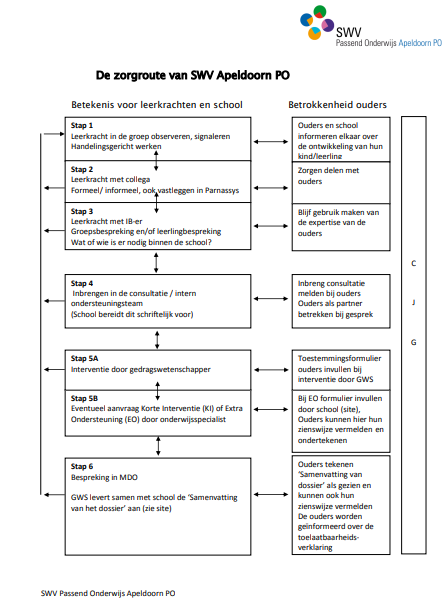 SWV
Passend Onderwijs Apeldoorn PO
De zorgroute van SWV Apeldoorn PO
Betekenis voor leerkrachten en school
Betrokkenheid ouders
Stap 1
Leerkracht in de groep observeren, signaleren
Handelingsgericht werken
Ouders en school
informeren elkaar over
de ontwikkeling van hun
kind/leerling
Stap 2
Leerkracht met collega
Formeel/ informeel, ook vastleggen in Parnassys
Zorgen delen met
ouders
Stap 3
Leerkracht met IB-er
Groepsbespreking en/of leerlingbespreking
Wat of wie is er nodig binnen de school?
Blijf gebruik maken van
de expertise van de
ouders
Stap 4
Inbrengen in de consultatie / intern
ondersteuningsteam
(School bereidt dit schriftelijk voor)
Inbreng consultatie
melden bij ouders
Ouders als partner
betrekken bij gesprek
Stap 5A
Interventie door gedragswetenschapper
Toestemmingsformulier
ouders invullen bij
interventie door GWS
Stap 5B
Eventueel aanvraag Korte Interventie (KI) of Extra
Ondersteuning (EO) door onderwijsspecialist
Bij EO formulier invullen
door school (site),
Ouders kunnen hier hun
zienswijze vermelden en
ondertekenen
Stap 6
Bespreking in MDO
GWS levert samen met school de 'Samenvatting
van het dossier' aan (zie site)
Ouders tekenen
'Samenvatting van
dossier' als gezien en
kunnen ook hun
zienswijze vermelden
De ouders worden
geïnformeerd over de
toelaatbaarheids-
verklaring
C
J
G
SWV Passend Onderwijs Apeldoorn PO